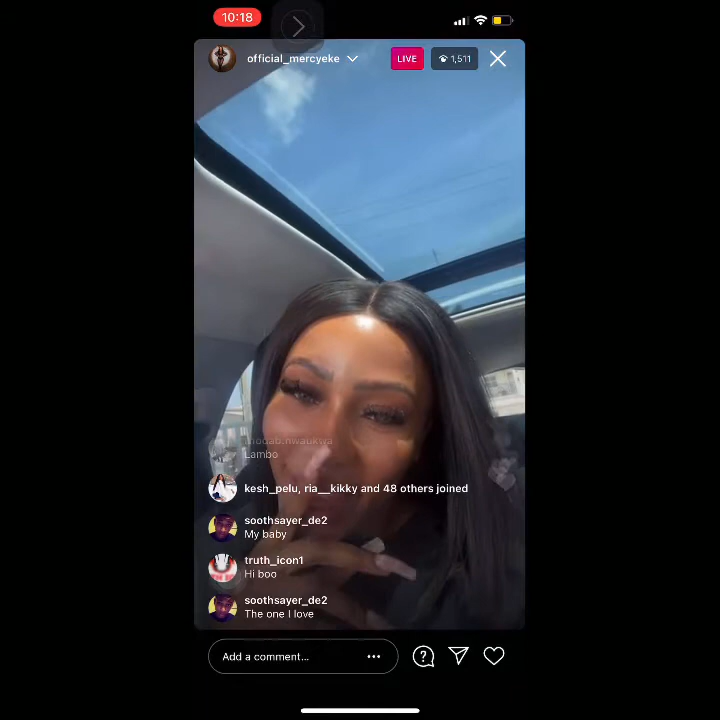 10:18
official_mercyeke
LIVE
1,511
Lambo
kesh_pelu, ria__kikky and 48 others joined
soothsayer_de2
My baby
truth_icon1
Hi boo
soothsayer_de2
The one I love
Add a comment...